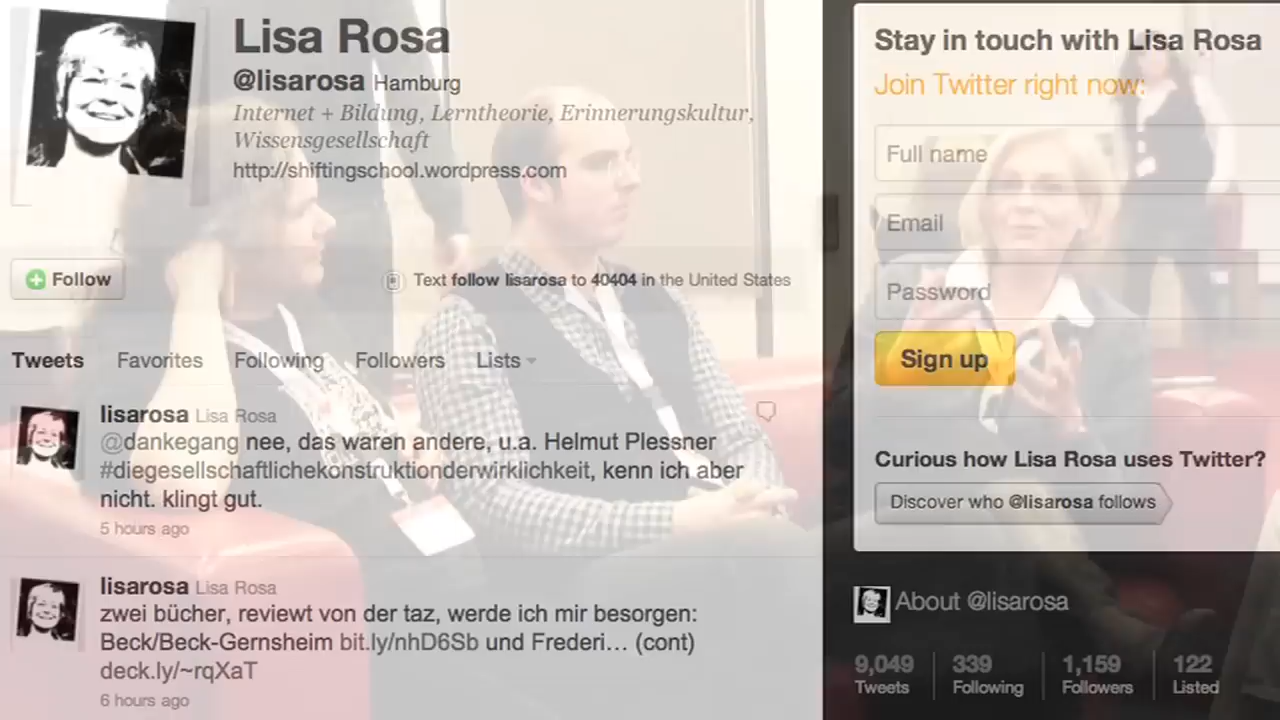 Lisa Rosa
@lisarosa Hamburg
Internet + Bildung, Lerntheorie, Erinnerungskultur,
Wissensgesellschaft
http://shiftingschool.wordpress.com
Follow
Text follow lisarosa to 40404 in the United States
Tweets Favorites Following Followers Lists
lisarosa Lisa Rosa
@dankegang nee, das waren andere, u.a. Helmut Plessner
#diegesellschaftlichekonstruktionderwirklichkeit, kenn ich aber
nicht. klingt gut.
5 hours ago
lisarosa Lisa Rosa
zwei bücher, reviewt von der taz, werde ich mir besorgen:
Beck/Beck-Gernsheim bit.ly/nhD6Sb und Frederi... (cont)
deck.ly/~rqXaT
6 hours ago
Stay in touch with Lisa Rosa
Join Twitter right now:
Full name
Email
Password
Sign up
Curious how Lisa Rosa uses Twitter?
Discover who @lisarosa follows
About @lisarosa
9,049 339 1,159 122
Tweets Following Followers Listed